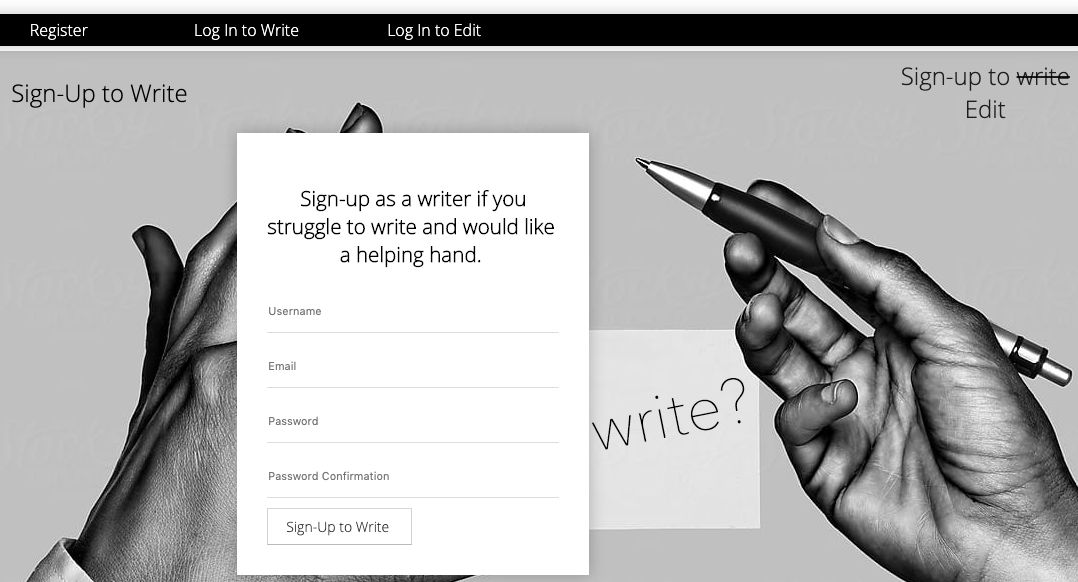 Register Log In to Write Log In to Edit
Sign-Up to Write
Sign-up to write
Edit
Sign-up as a writer if you
struggle to write and would like
a helping hand.
Username
Email
Password
Password Confirmation
Sign-Up to Write
write?